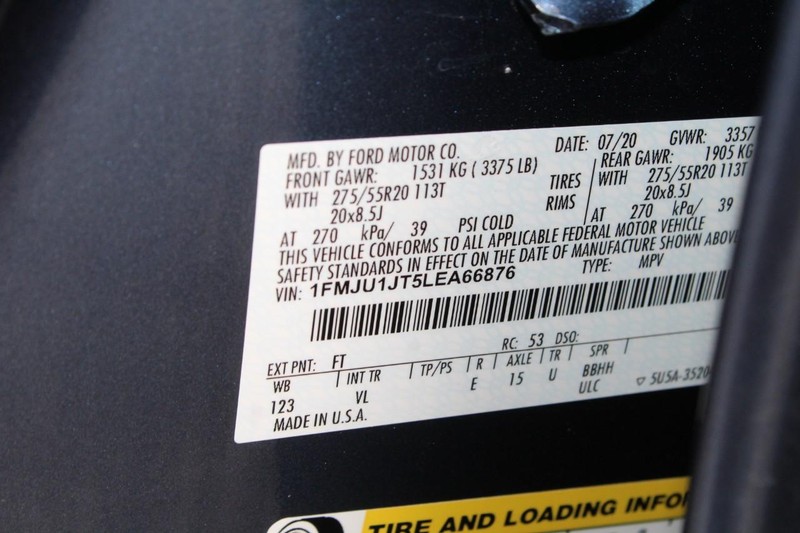 MFD. BY FORD MOTOR CO. DATE: 07/20 GVWR: 3357
FRONT GAWR: 1531 KG ( 3375 LB) REAR GAWR: 1905 KG
WITH 275/55R20 113T TIRES WITH 275/55R20 113T
20x8.5J RIMS 20x8.5J
AT 270 kPa/ 39 PSI COLD AT 270 kPa/ 39
THIS VEHICLE CONFORMS TO ALL APPLICABLE FEDERAL MOTOR VEHICLE
SAFETY STANDARDS IN EFFECT ON THE DATE OF MANUFACTURE SHOWN ABOVE
VIN: 1FMJU1JT5LEA66876 TYPE: MPV
EXT PNT: FT RC: 53 DSO:
WB INT TR TP/PS R AXLE TR SPR
123 VL E 15 U BBHH
ULC ▽ 5U5A-3520
MADE IN U.S.A.
TIRE AND LOADING INFO